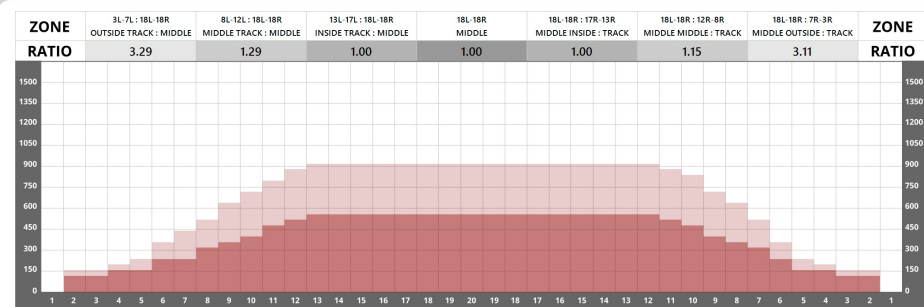 ZONE
3L-7L : 18L-18R
OUTSIDE TRACK : MIDDLE
8L-12L : 18L-18R
MIDDLE TRACK : MIDDLE
13L-17L : 18L-18R
INSIDE TRACK : MIDDLE
18L-18R
MIDDLE
18L-18R : 17R-13R
MIDDLE INSIDE : TRACK
18L-18R : 12R-8R
MIDDLE MIDDLE : TRACK
18L-18R : 7R-3R
MIDDLE OUTSIDE : TRACK
ZONE
RATIO 3.29 1.29 1.00 1.00 1.00 1.15 3.11 RATIO
1500 1500
1350 1350
1200 1200
1050 1050
900 900
750 750
600 600
450 450
300 300
150 150
0 0
1 2 3 4 5 6 7 8 9 10 11 12 13 14 15 16 17 18 19 20 19 18 17 16 15 14 13 12 11 10 9 8 7 6 5 4 3 2 1